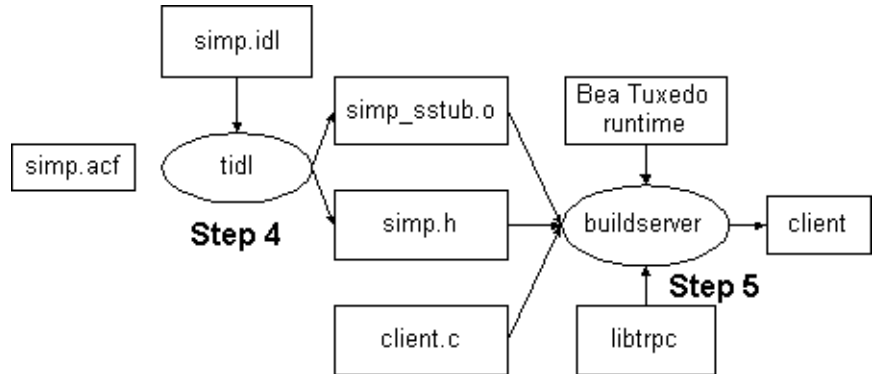 simp.idl
simp_sstub.o
Bea Tuxedo
runtime
simp.acf
tidl
Step 4
simp.h
buildserver
client
Step 5
client.c
libtrpc